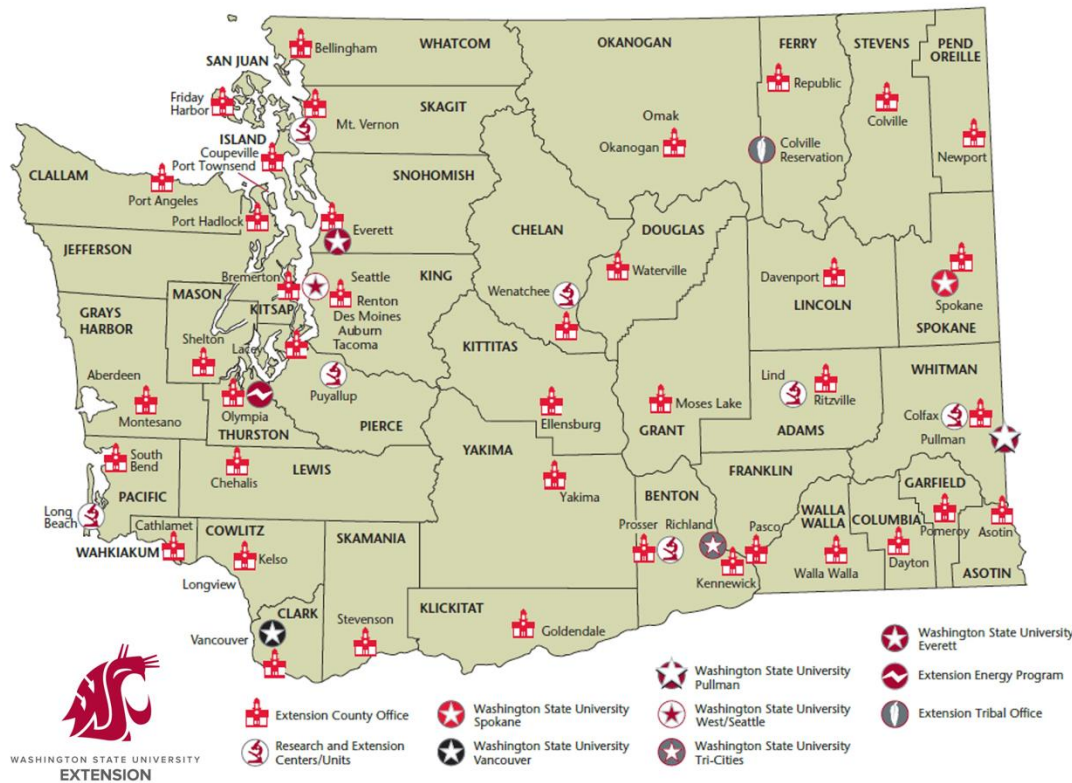 WHATCOM
OKANOGAN
FERRY
STEVENS
PEND
OREILLE
Bellingham
SAN JUAN
Republic
Friday
Harbor
SKAGIT
Mt. Vernon
Colville
Omak
Okanogan
ISLAND
Coupeville
Port Townsend
Colville
Reservation
Newport
CLALLAM
SNOHOMISH
Port Angeles
Port Hadlock
Everett
CHELAN
DOUGLAS
JEFFERSON
Waterville
Davenport
Bremerton
Seattle
KING
Wenatchee
MASON
Renton
LINCOLN
Spokane
GRAYS
HARBOR
KITSAP
Des Moines
Auburn
Tacoma
SPOKANE
Shelton
Lacey
KITTITAS
WHITMAN
Aberdeen
Puyallup
Lind
Ritzville
Montesano
Olympia
Ellensburg
Moses Lake
Colfax
Pullman
THURSTON
PIERCE
GRANT
ADAMS
South
Bend
LEWIS
YAKIMA
FRANKLIN
Chehalis
Yakima
BENTON
GARFIELD
PACIFIC
WALLA
WALLA
COLUMBIA
Long
Beach
Cathlamet
COWLITZ
SKAMANIA
Prosser
Richland
Pasco
Pomeroy
Asotin
WAHKIAKUM
Kelso
Kennewick
Walla Walla
Dayton
ASOTIN
Longview
CLARK
KLICKITAT
Vancouver
Stevenson
Goldendale
Extension County Office
Research and Extension
Centers/Units
Washington State University
Spokane
Washington State University
Vancouver
Washington State University
Pullman
Washington State University
West/Seattle
Washington State University
Tri-Cities
Washington State University
Everett
Extension Energy Program
Extension Tribal Office
WASHINGTON STATE UNIVERSITY
EXTENSION